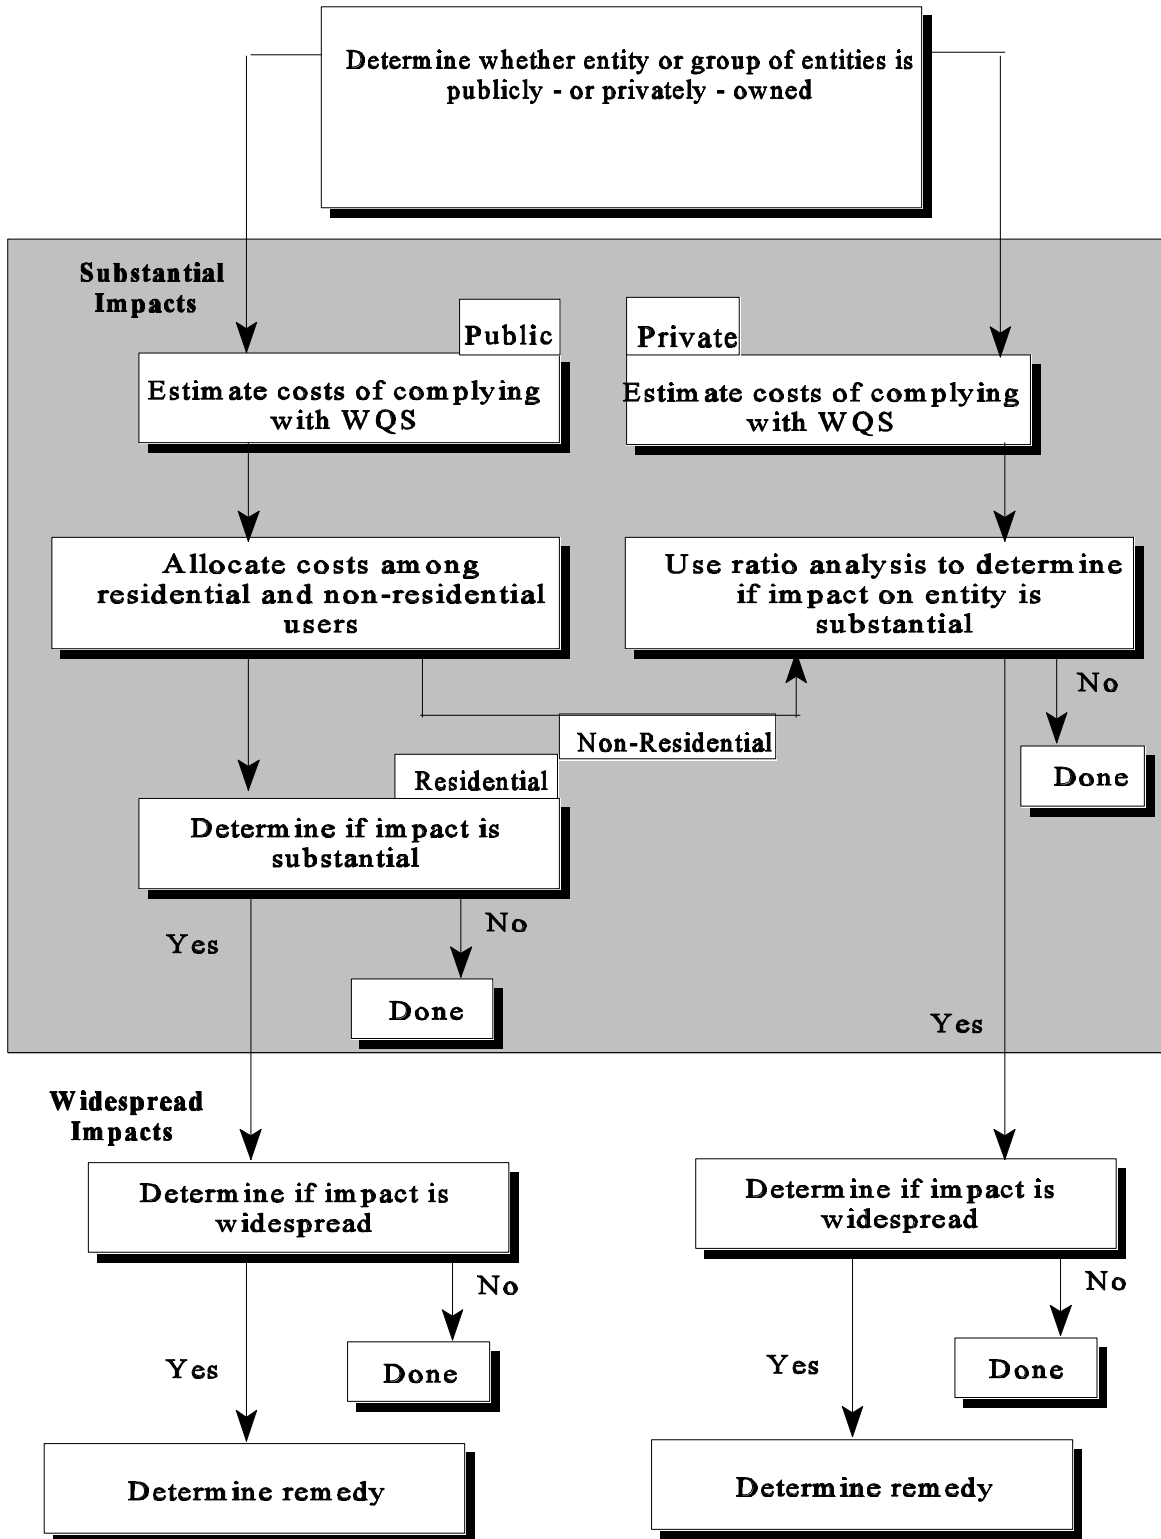 Determine whether entity or group of entities is
publicly - or privately - owned
Substantial
Impacts
Public
Private
Estimate costs of complying
with WQS
Estimate costs of complying
with WQS
Allocate costs among
residential and non-residential
users
Use ratio analysis to determine
if impact on entity is
substantial
No
Non-Residential
Done
Residential
Determine if impact is
substantial
No
Yes
Done
Yes
Widespread
Impacts
Determine if impact is
widespread
Determine if impact is
widespread
No
No
Yes
Done
Yes
Done
Determine remedy
Determine remedy